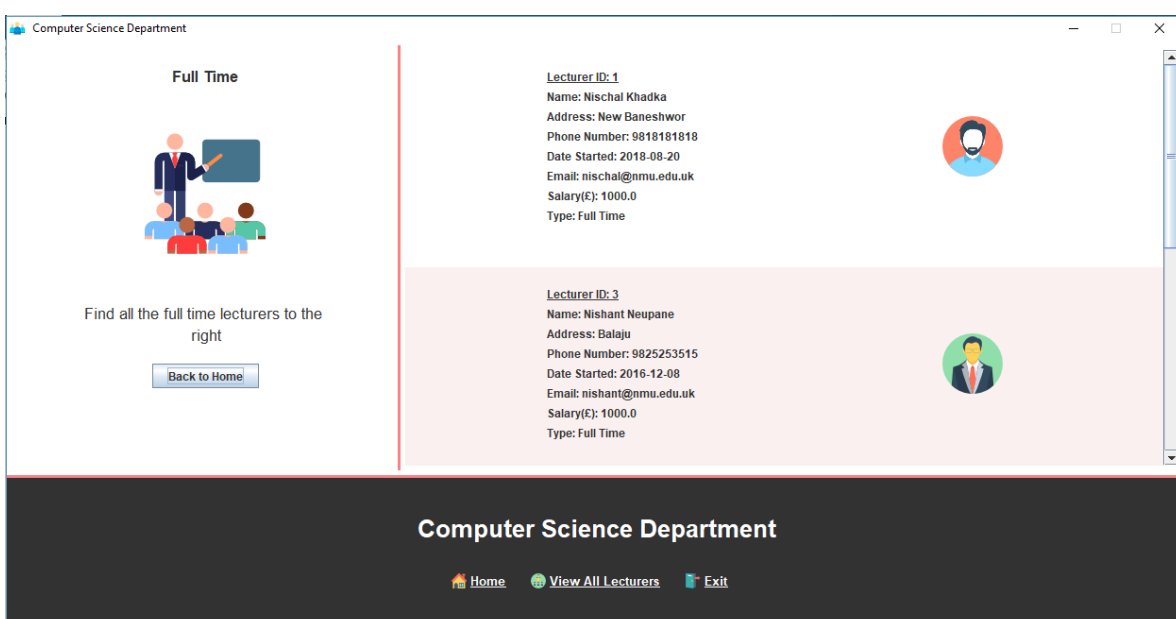 Computer Science Department
Full Time
Find all the full time lecturers to the
right
Back to Home
Lecturer ID: 1
Name: Nischal Khadka
Address: New Baneshwor
Phone Number: 9818181818
Date Started: 2018-08-20
Email: nischal@nmu.edu.uk
Salary(£): 1000.0
Type: Full Time
Lecturer ID: 3
Name: Nishant Neupane
Address: Balaju
Phone Number: 9825253515
Date Started: 2016-12-08
Email: nishant@nmu.edu.uk
Salary(£): 1000.0
Type: Full Time
Computer Science Department
Home View All Lecturers Exit